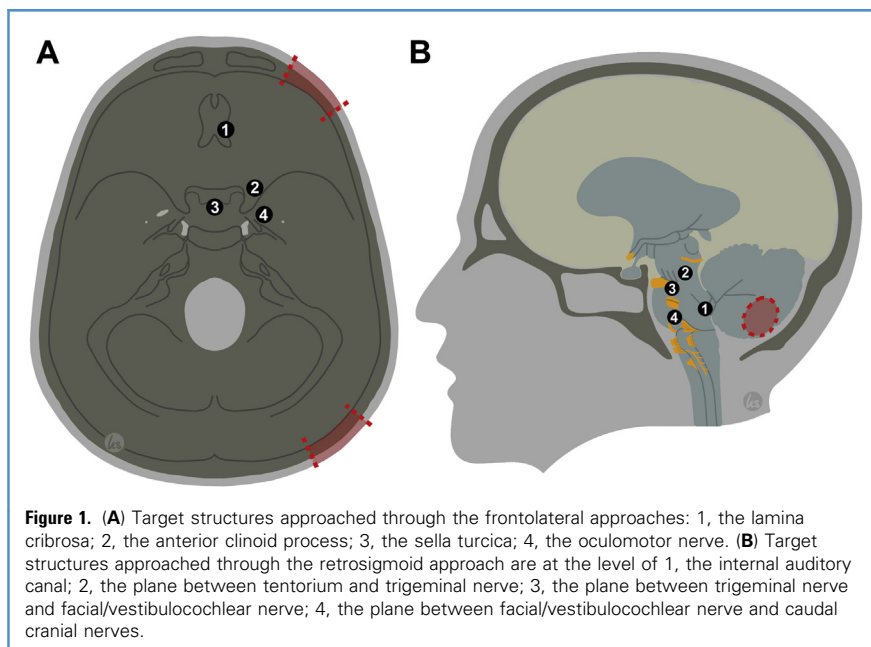 A
B
1
2
3
4
2
3
1
4
Figure 1. (A) Target structures approached through the frontolateral approaches: 1, the lamina
cribrosa; 2, the anterior clinoid process; 3, the sella turcica; 4, the oculomotor nerve. (B) Target
structures approached through the retrosigmoid approach are at the level of 1, the internal auditory
canal; 2, the plane between tentorium and trigeminal nerve; 3, the plane between trigeminal nerve
and facial/vestibulocochlear nerve; 4, the plane between facial/vestibulocochlear nerve and caudal
cranial nerves.